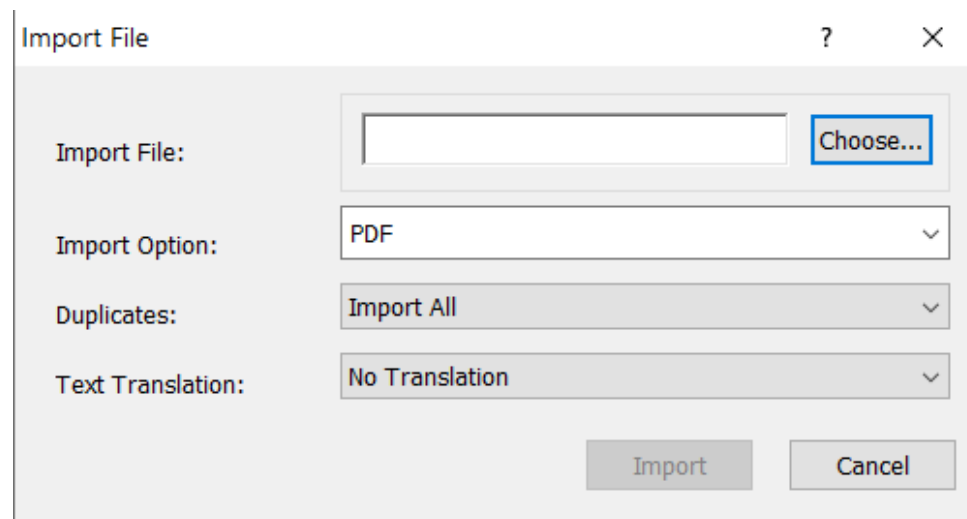 Import File ?
Import File: Choose...
Import Option: PDF
Duplicates: Import All
Text Translation: No Translation
Import Cancel